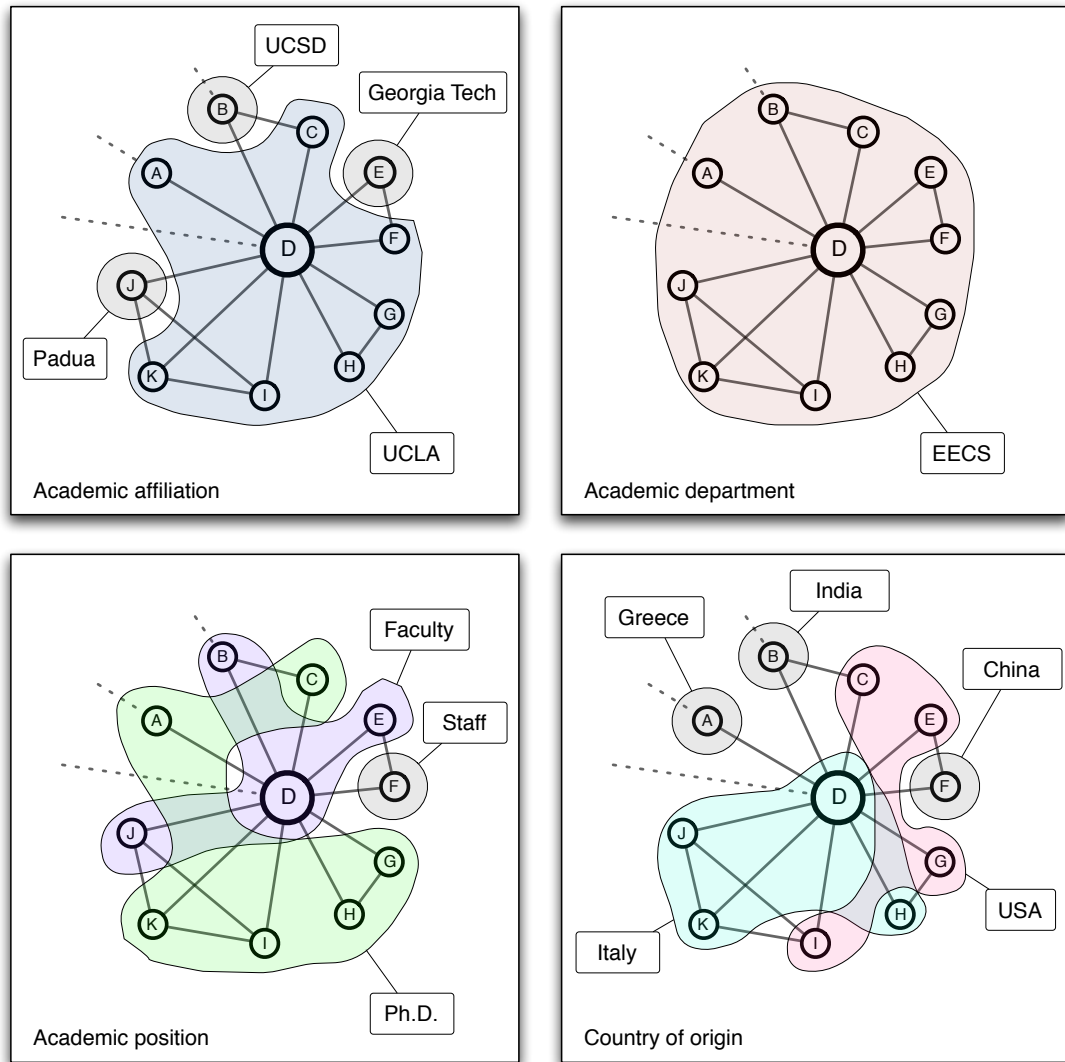 UCSD
Georgia Tech
B
C
E
A
F
D
J
G
Padua
H
K
I
UCLA
Academic affiliation
B
C
E
A
F
D
J
G
H
K
I
EECS
Academic department
Faculty
B
C
Staff
E
A
F
D
J
G
H
K
I
Ph.D.
Academic position
India
Greece
China
B
C
E
A
F
D
J
G
USA
H
K
I
Italy
Country of origin